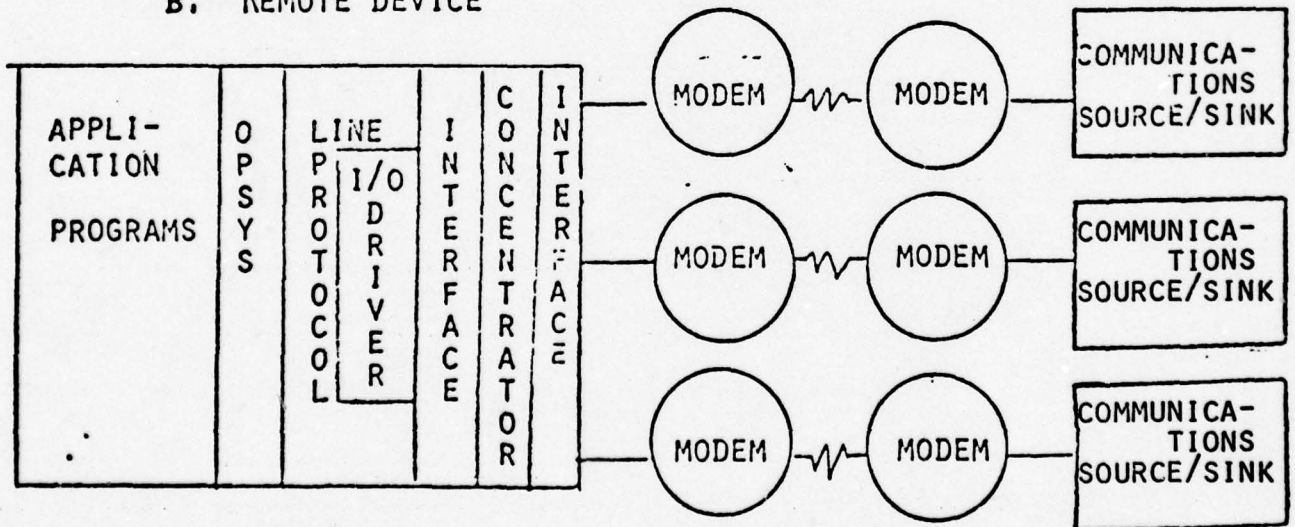 B. REMOTE DEVICE
APPLI-
CATION
PROGRAMS
OPSYS
LINE
PROTOCOL
I/O
DRIVER
INTERFACE
CONCENTRATOR
INTERFACE
MODEM
MODEM
COMMUNICA-
TIONS
SOURCE/SINK
MODEM
MODEM
COMMUNICA-
TIONS
SOURCE/SINK
MODEM
MODEM
COMMUNICA-
TIONS
SOURCE/SINK